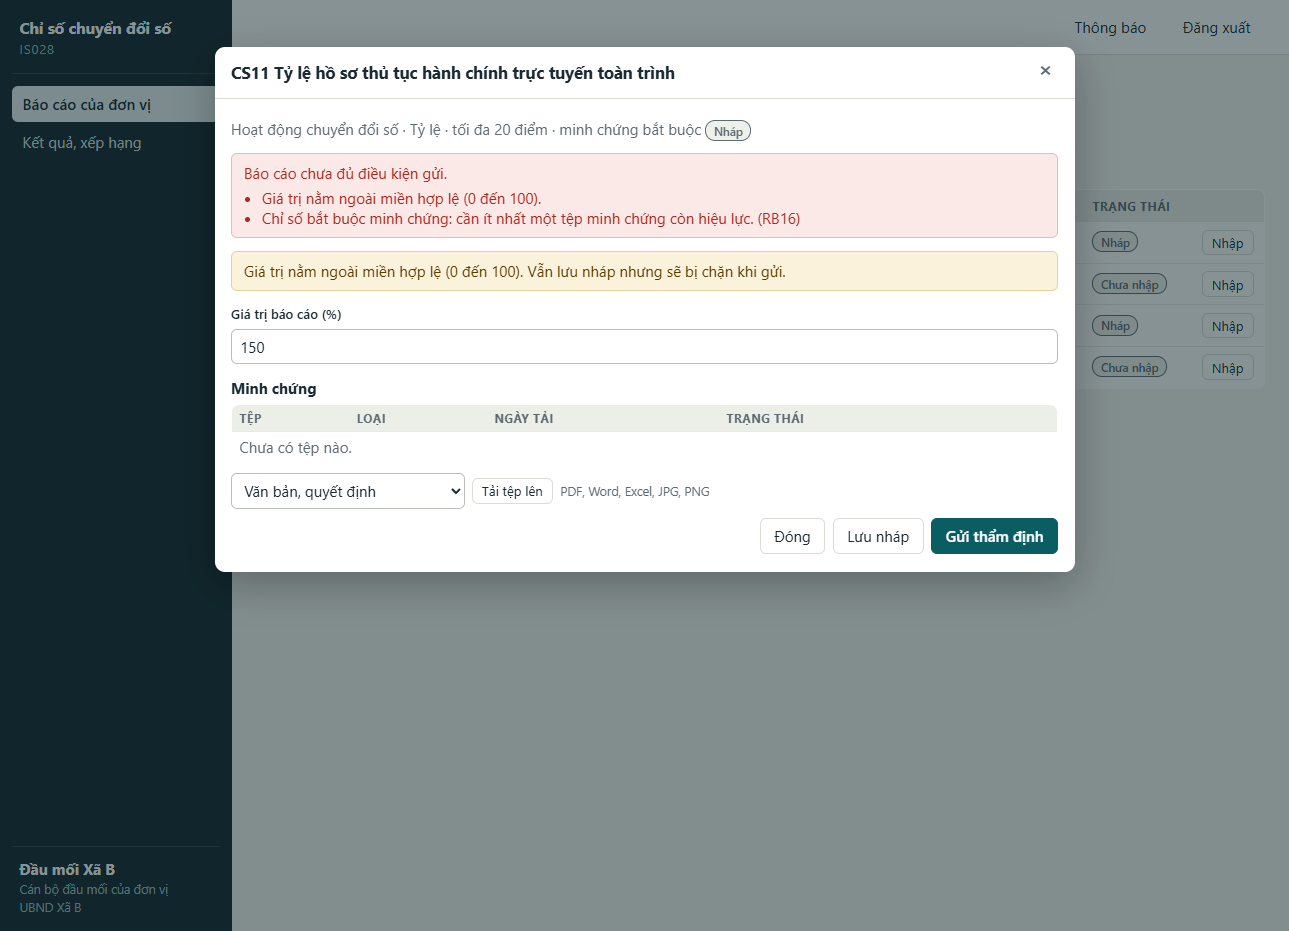 Chỉ số chuyển đổi số
IS028
Báo cáo của đơn vị
Kết quả, xếp hạng
Thông báo
Đăng xuất
CS11 Tỷ lệ hồ sơ thủ tục hành chính trực tuyến toàn trình
×
Hoạt động chuyển đổi số · Tỷ lệ · tối đa 20 điểm · minh chứng bắt buộc Nháp
Báo cáo chưa đủ điều kiện gửi.
• Giá trị nằm ngoài miền hợp lệ (0 đến 100).
• Chỉ số bắt buộc minh chứng: cần ít nhất một tệp minh chứng còn hiệu lực. (RB16)
Giá trị nằm ngoài miền hợp lệ (0 đến 100). Vẫn lưu nháp nhưng sẽ bị chặn khi gửi.
Giá trị báo cáo (%)
150
Minh chứng
TỆP LOẠI NGÀY TẢI TRẠNG THÁI
Chưa có tệp nào.
Văn bản, quyết định Tải tệp lên PDF, Word, Excel, JPG, PNG
Đóng Lưu nháp Gửi thẩm định
TRẠNG THÁI
Nháp Nhập
Chưa nhập Nhập
Nháp Nhập
Chưa nhập Nhập
Đầu mối Xã B
Cán bộ đầu mối của đơn vị
UBND Xã B